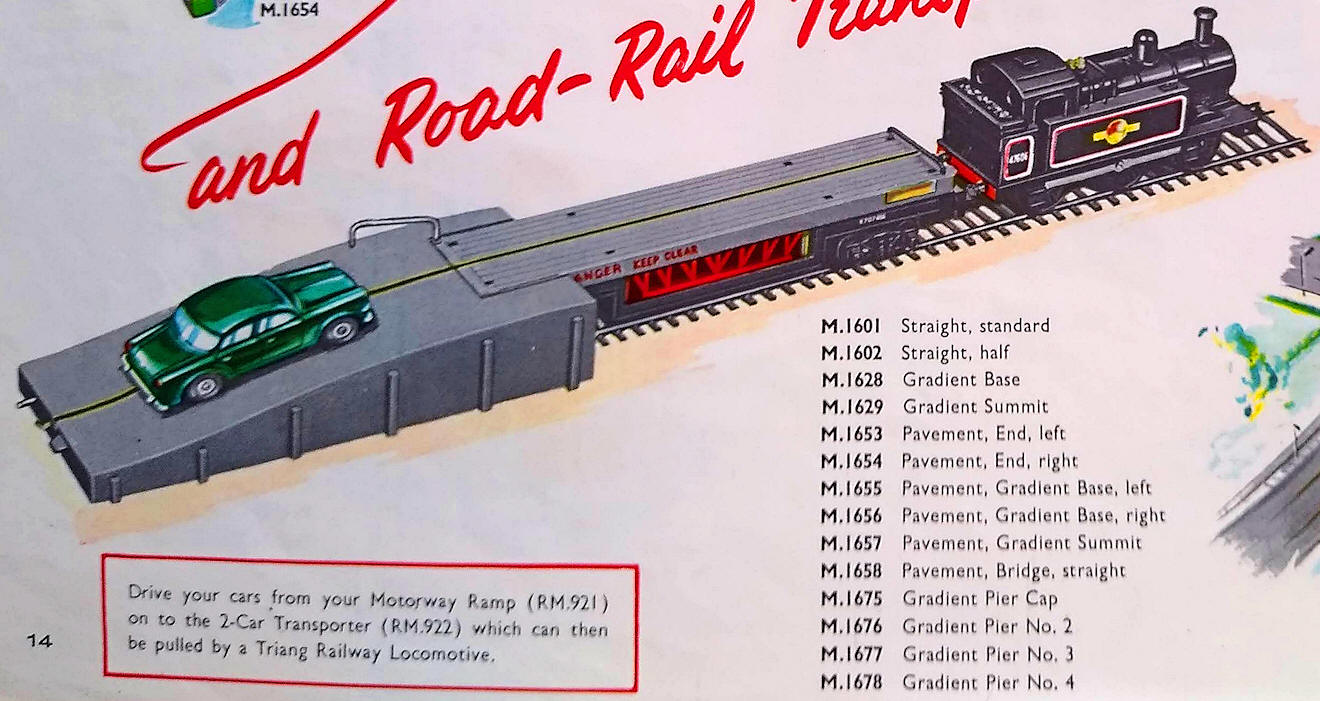 M.1654
and Road-Rail
DANGER KEEP CLEAR
47606
M.1601 Straight, standard
M.1602 Straight, half
M.1628 Gradient Base
M.1629 Gradient Summit
M.1653 Pavement, End, left
M.1654 Pavement, End, right
M.1655 Pavement, Gradient Base, left
M.1656 Pavement, Gradient Base, right
M.1657 Pavement, Gradient Summit
M.1658 Pavement, Bridge, straight
M.1675 Gradient Pier Cap
M.1676 Gradient Pier No. 2
M.1677 Gradient Pier No. 3
M.1678 Gradient Pier No. 4
Drive your cars from your Motorway Ramp (RM.921)
on to the 2-Car Transporter (RM.922) which can then
be pulled by a Triang Railway Locomotive.
14